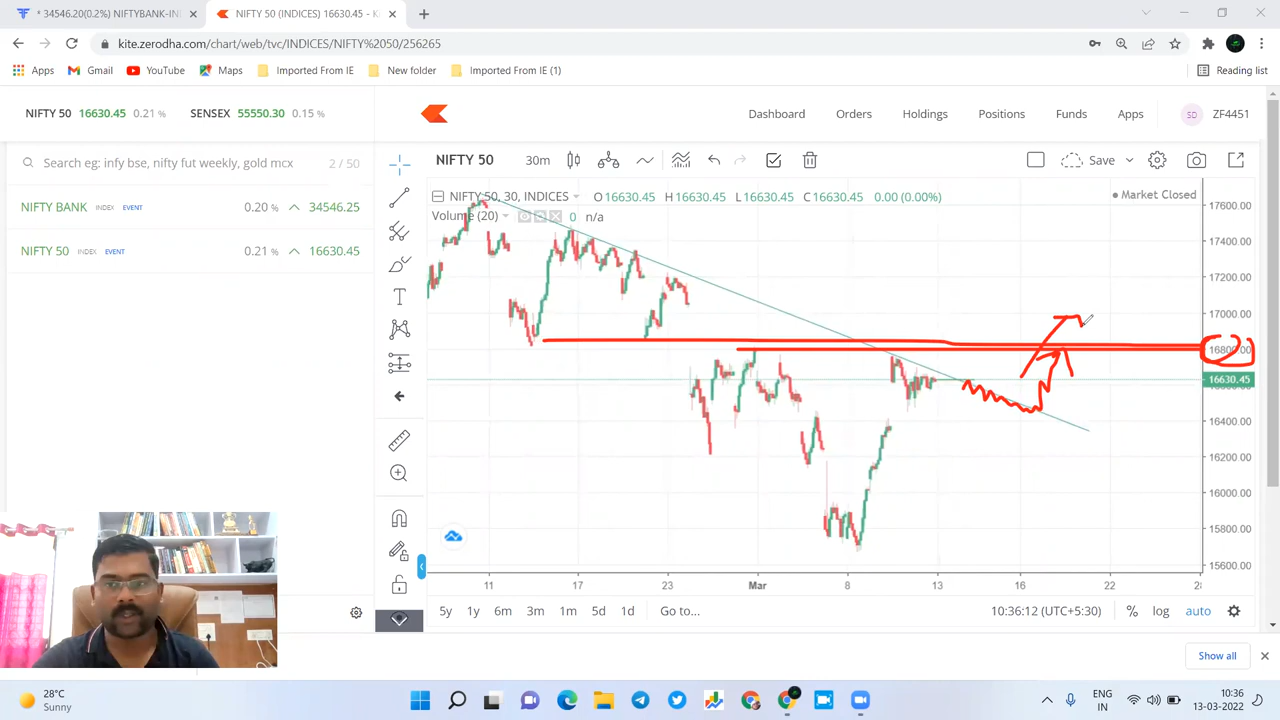 * 34546.20(0.2%) NIFTYBANK-IN
NIFTY 50 (INDICES) 16630.45 - K
kite.zerodha.com/chart/web/tvc/INDICES/NIFTY%2050/256265
Apps
Gmail
YouTube
Maps
Imported From IE
New folder
Imported From IE (1)
Reading list
NIFTY 50 16630.45 0.21 %
SENSEX 55550.30 0.15 %
Dashboard
Orders
Holdings
Positions
Funds
Apps
SD
ZF4451
Search eg: infy bse, nifty fut weekly, gold mcx
2 / 50
NIFTY BANK INDEX EVENT 0.20 % 34546.25
NIFTY 50 INDEX EVENT 0.21 % 16630.45
NIFTY 50
30m
Save
NIFTY 50, 30, INDICES
O16630.45 H16630.45 L16630.45 C16630.45 0.00 (0.00%)
Market Closed
Volume (20)
0 n/a
17600.00
17400.00
17200.00
17000.00
16630.45
16400.00
16200.00
16000.00
15800.00
15600.00
11 17 23 Mar 8 13 16 22
5y 1y 6m 3m 1m 5d 1d Go to...
10:36:12 (UTC+5:30) % log auto
Show all
28°C
Sunny
ENG
IN
10:36
13-03-2022